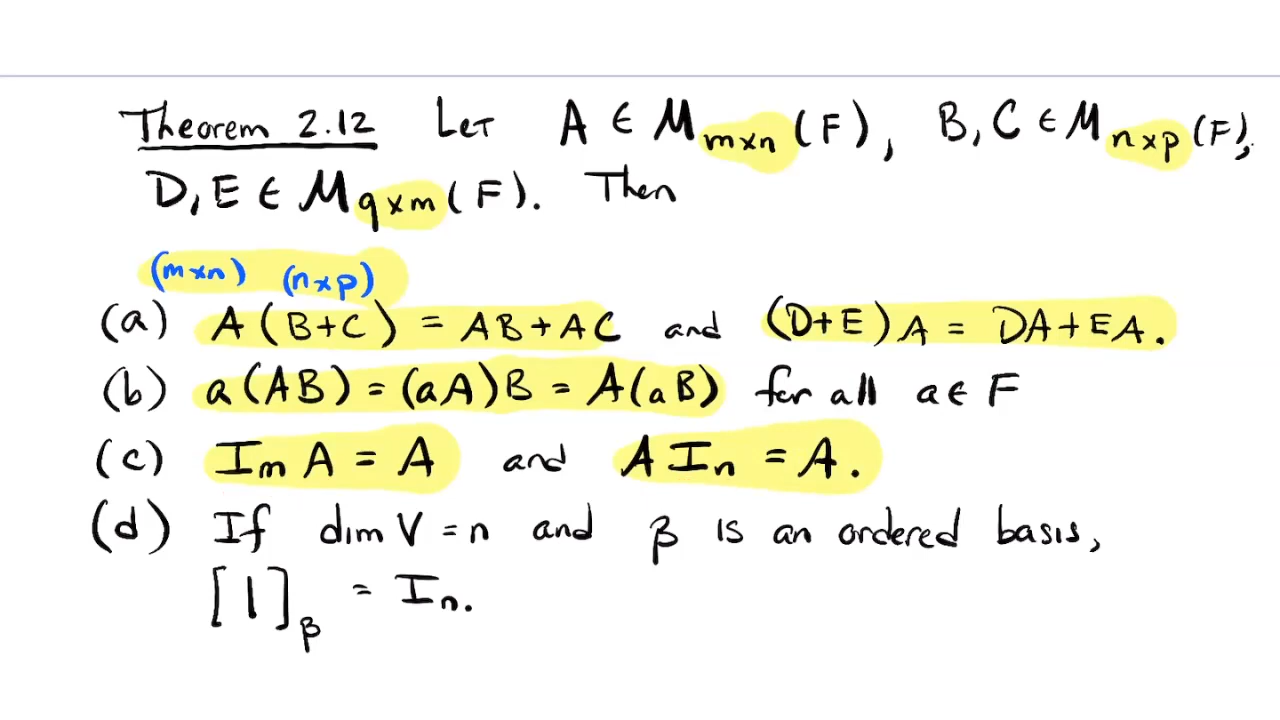 Theorem 2.12 Let A ∈ M_{m×n}(F), B, C ∈ M_{n×p}(F),
D, E ∈ M_{q×m}(F). Then
(m×n) (n×p)
(a) A(B+C) = AB+AC and (D+E)A = DA+EA.
(b) a(AB) = (aA)B = A(aB) for all a ∈ F
(c) I_m A = A and A I_n = A.
(d) If dim V = n and β is an ordered basis,
[1]_β = I_n.